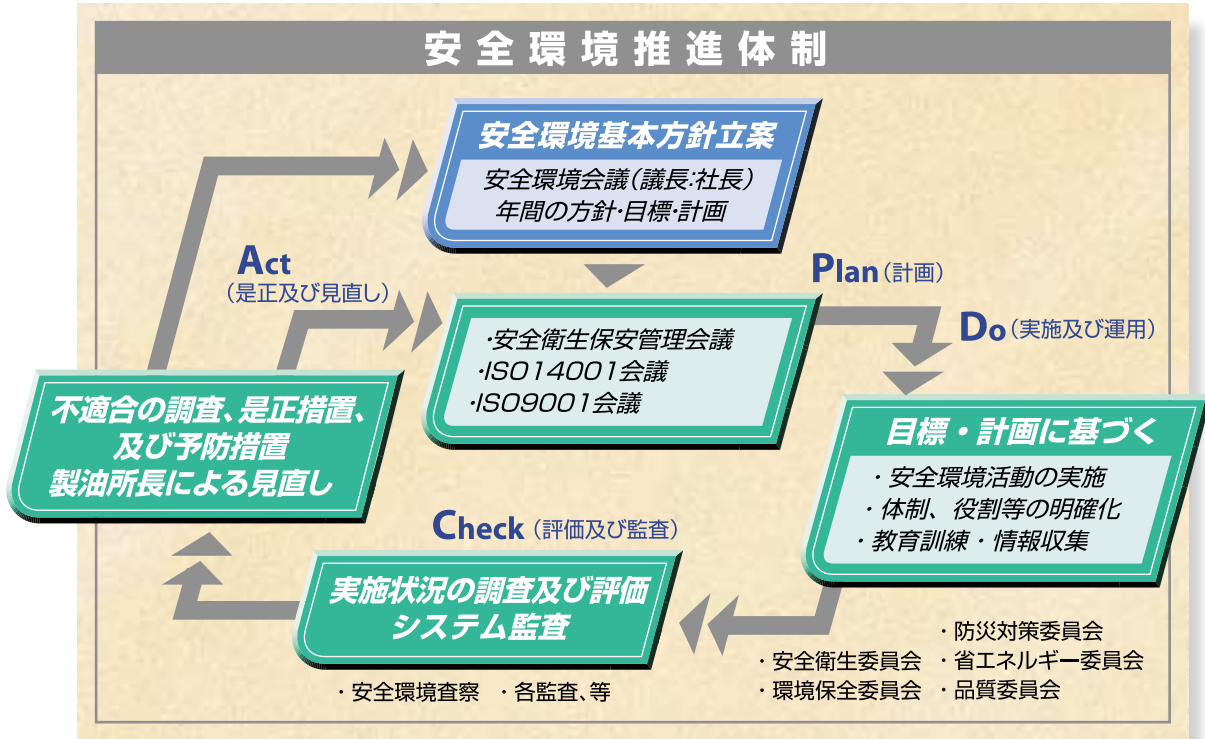 安全環境推進体制
安全環境基本方針立案
安全環境会議(議長:社長)
年間の方針・目標・計画
Act
(是正及び見直し)
Plan(計画)
・安全衛生保安管理会議
・ISO14001会議
・ISO9001会議
Do(実施及び運用)
不適合の調査、是正措置、
及び予防措置
製油所長による見直し
目標・計画に基づく
・安全環境活動の実施
・体制、役割等の明確化
・教育訓練・情報収集
Check(評価及び監査)
実施状況の調査及び評価
システム監査
・安全環境査察 ・各監査、等
・防災対策委員会
・安全衛生委員会 ・省エネルギー委員会
・環境保全委員会 ・品質委員会